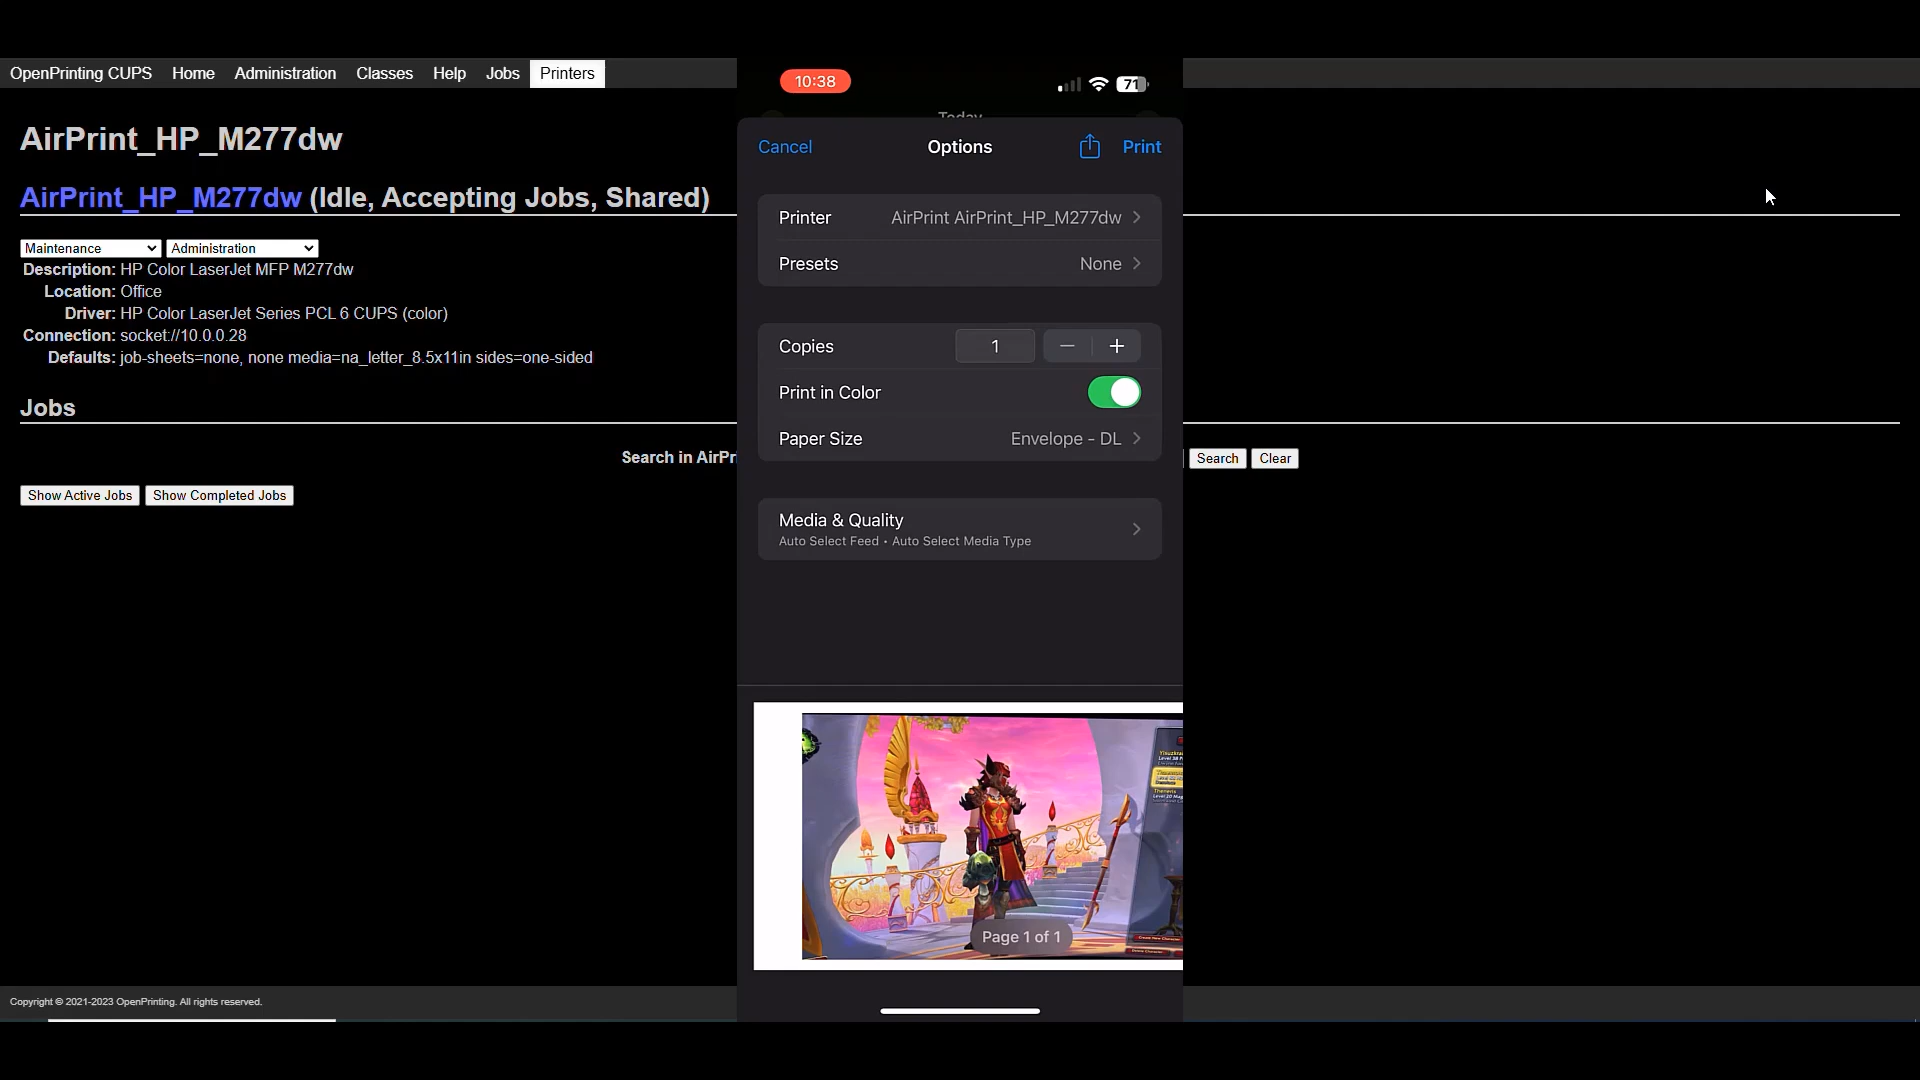 OpenPrinting CUPS Home Administration Classes Help Jobs Printers
AirPrint_HP_M277dw
AirPrint_HP_M277dw (Idle, Accepting Jobs, Shared)
Maintenance Administration
Description: HP Color LaserJet MFP M277dw
Location: Office
Driver: HP Color LaserJet Series PCL 6 CUPS (color)
Connection: socket://10.0.0.28
Defaults: job-sheets=none, none media=na_letter_8.5x11in sides=one-sided
Jobs
Search in AirPri
Search Clear
Show Active Jobs Show Completed Jobs
Copyright © 2021-2023 OpenPrinting. All rights reserved.
10:38
71
Today
Cancel Options Print
Printer AirPrint AirPrint_HP_M277dw
Presets None
Copies 1
Print in Color
Paper Size Envelope - DL
Media & Quality
Auto Select Feed • Auto Select Media Type
Page 1 of 1